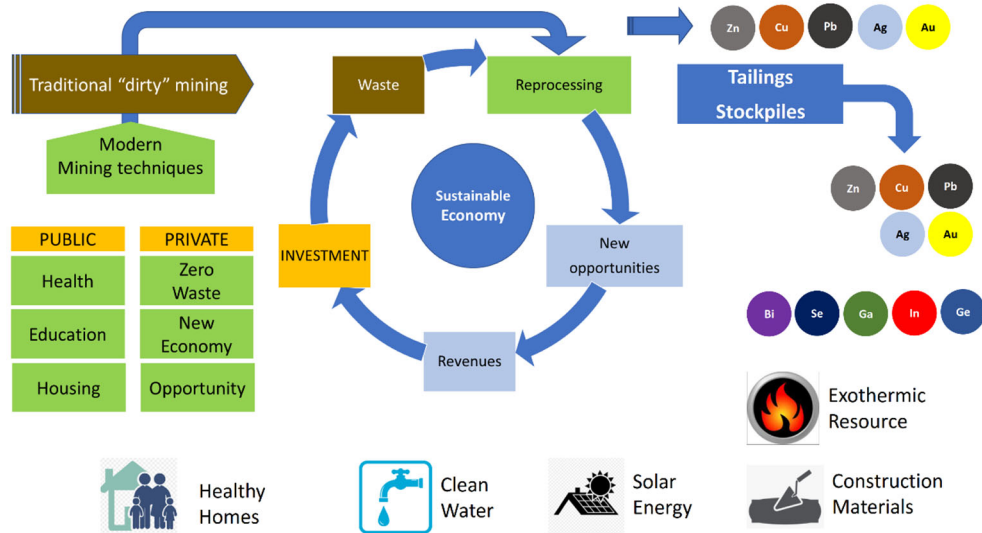 Zn Cu Pb Ag Au
Traditional “dirty” mining
Waste
Reprocessing
Tailings
Stockpiles
Modern
Mining techniques
Zn Cu Pb
Ag Au
Sustainable
Economy
PUBLIC
PRIVATE
Health
Zero
Waste
Education
New
Economy
Housing
Opportunity
INVESTMENT
New
opportunities
Revenues
Bi Se Ga In Ge
Exothermic
Resource
Healthy
Homes
Clean
Water
Solar
Energy
Construction
Materials